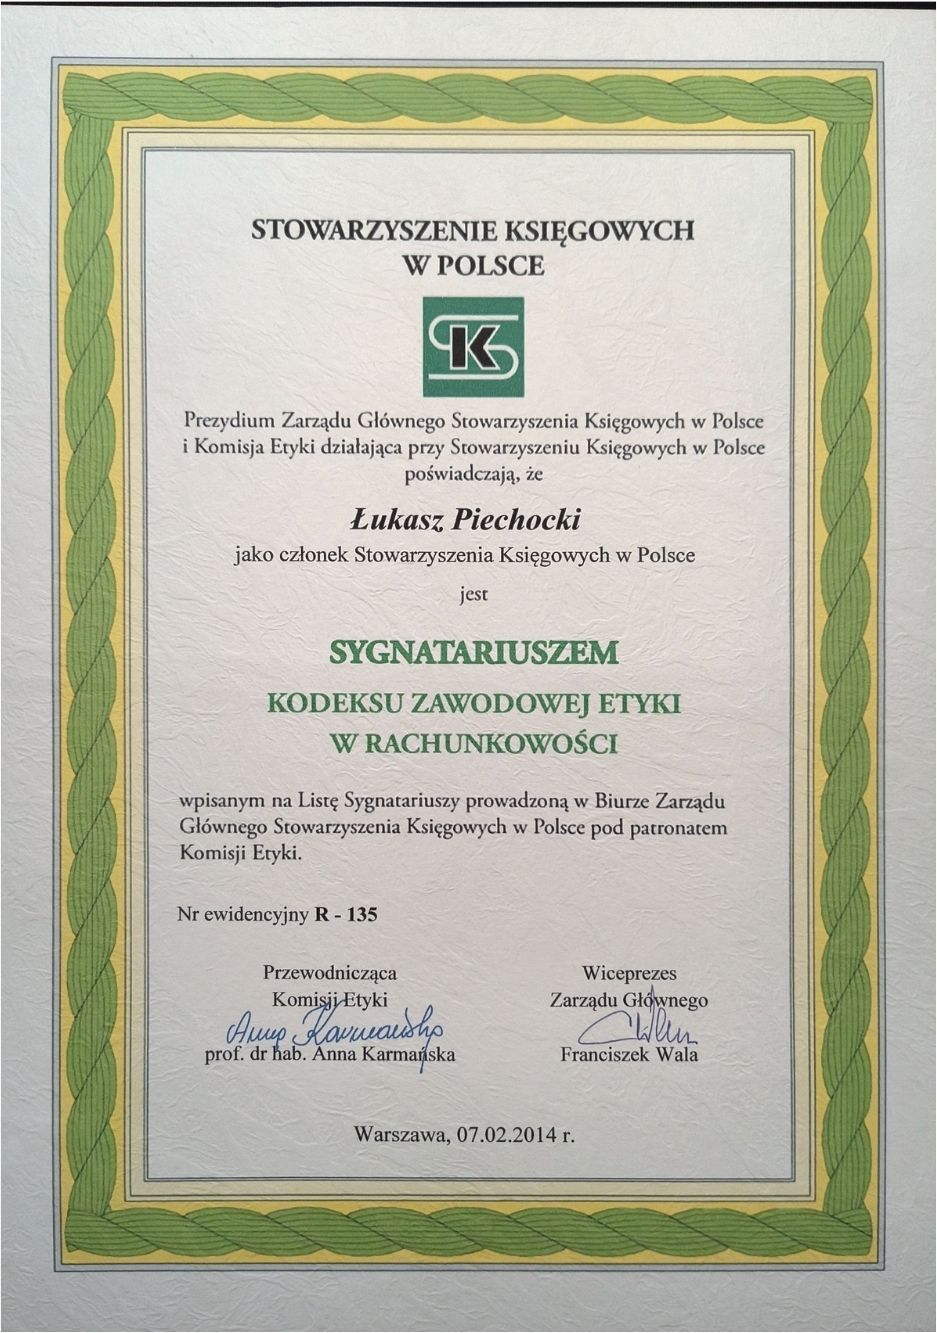 STOWARZYSZENIE KSIĘGOWYCH
W POLSCE
SK
Prezydium Zarządu Głównego Stowarzyszenia Księgowych w Polsce
i Komisja Etyki działająca przy Stowarzyszeniu Księgowych w Polsce
poświadczają, że
Łukasz Piechocki
jako członek Stowarzyszenia Księgowych w Polsce
jest
SYGNATARIUSZEM
KODEKSU ZAWODOWEJ ETYKI
W RACHUNKOWOŚCI
wpisanym na Listę Sygnatariuszy prowadzoną w Biurze Zarządu
Głównego Stowarzyszenia Księgowych w Polsce pod patronatem
Komisji Etyki.
Nr ewidencyjny R - 135
Przewodnicząca
Komisji Etyki
Anna Karmańska
prof. dr hab. Anna Karmańska
Wiceprezes
Zarządu Głównego
Franciszek Wala
Warszawa, 07.02.2014 r.